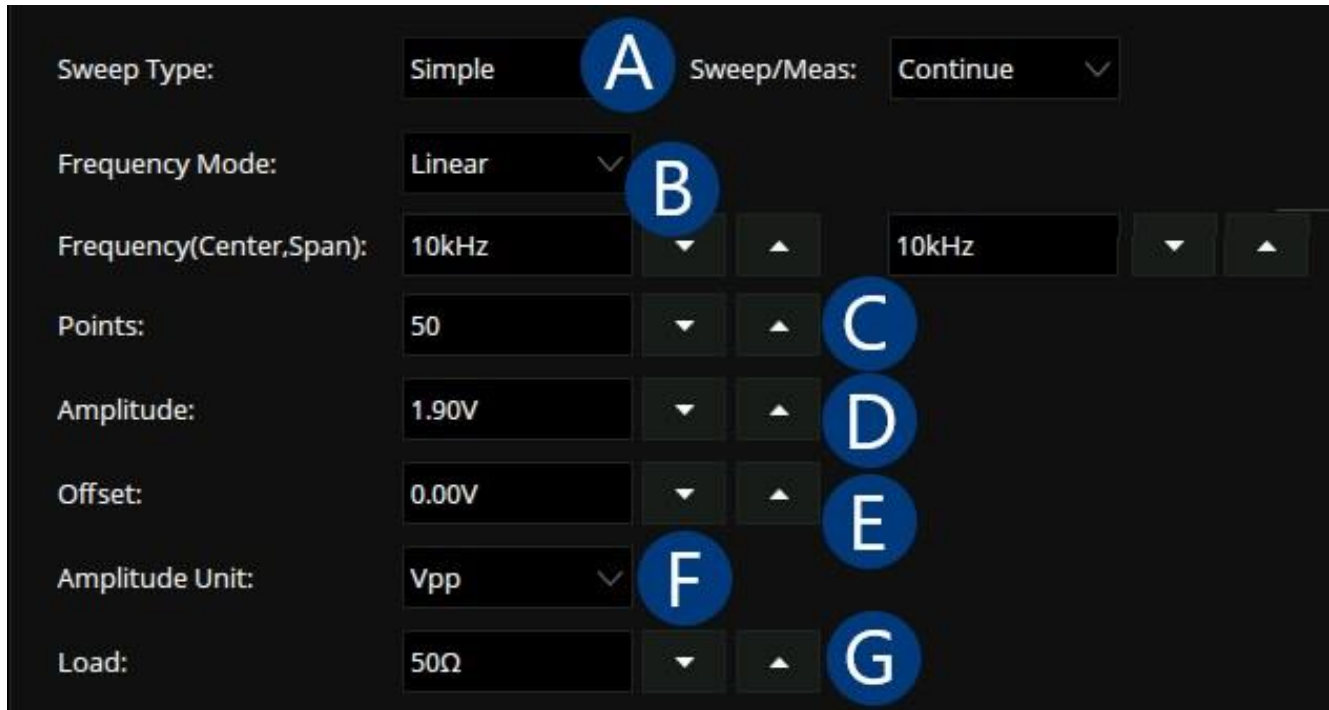 Sweep Type: Simple A Sweep/Meas: Continue
Frequency Mode: Linear B
Frequency(Center,Span): 10kHz 10kHz
Points: 50 C
Amplitude: 1.90V D
Offset: 0.00V E
Amplitude Unit: Vpp F
Load: 50Ω G